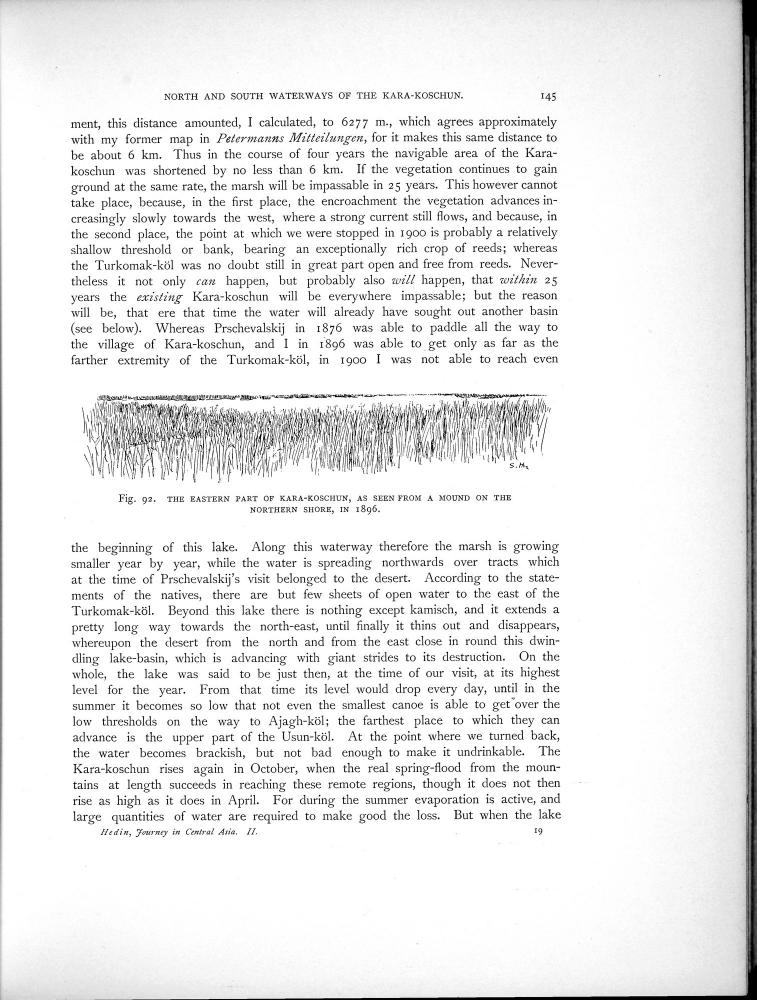 NORTH AND SOUTH WATERWAYS OF THE KARA-KOSCHUN. 145
ment, this distance amounted, I calculated, to 6277 m., which agrees approximately
with my former map in Petermanns Mitteilungen, for it makes this same distance to
be about 6 km. Thus in the course of four years the navigable area of the Kara-
koschun was shortened by no less than 6 km. If the vegetation continues to gain
ground at the same rate, the marsh will be impassable in 25 years. This however cannot
take place, because, in the first place, the encroachment the vegetation advances in-
creasingly slowly towards the west, where a strong current still flows, and because, in
the second place, the point at which we were stopped in 1900 is probably a relatively
shallow threshold or bank, bearing an exceptionally rich crop of reeds; whereas
the Turkomak-köl was no doubt still in great part open and free from reeds. Never-
theless it not only can happen, but probably also will happen, that within 25
years the existing Kara-koschun will be everywhere impassable; but the reason
will be, that ere that time the water will already have sought out another basin
(see below). Whereas Prschevalskij in 1876 was able to paddle all the way to
the village of Kara-koschun, and I in 1896 was able to get only as far as the
farther extremity of the Turkomak-köl, in 1900 I was not able to reach even
S. H.
Fig. 92. THE EASTERN PART OF KARA-KOSCHUN, AS SEEN FROM A MOUND ON THE
NORTHERN SHORE, IN 1896.
the beginning of this lake. Along this waterway therefore the marsh is growing
smaller year by year, while the water is spreading northwards over tracts which
at the time of Prschevalskij's visit belonged to the desert. According to the state-
ments of the natives, there are but few sheets of open water to the east of the
Turkomak-köl. Beyond this lake there is nothing except kamisch, and it extends a
pretty long way towards the north-east, until finally it thins out and disappears,
whereupon the desert from the north and from the east close in round this dwin-
dling lake-basin, which is advancing with giant strides to its destruction. On the
whole, the lake was said to be just then, at the time of our visit, at its highest
level for the year. From that time its level would drop every day, until in the
summer it becomes so low that not even the smallest canoe is able to get over the
low thresholds on the way to Ajagh-köl; the farthest place to which they can
advance is the upper part of the Usun-köl. At the point where we turned back,
the water becomes brackish, but not bad enough to make it undrinkable. The
Kara-koschun rises again in October, when the real spring-flood from the moun-
tains at length succeeds in reaching these remote regions, though it does not then
rise as high as it does in April. For during the summer evaporation is active, and
large quantities of water are required to make good the loss. But when the lake
Hedin, Journey in Central Asia. II. 19